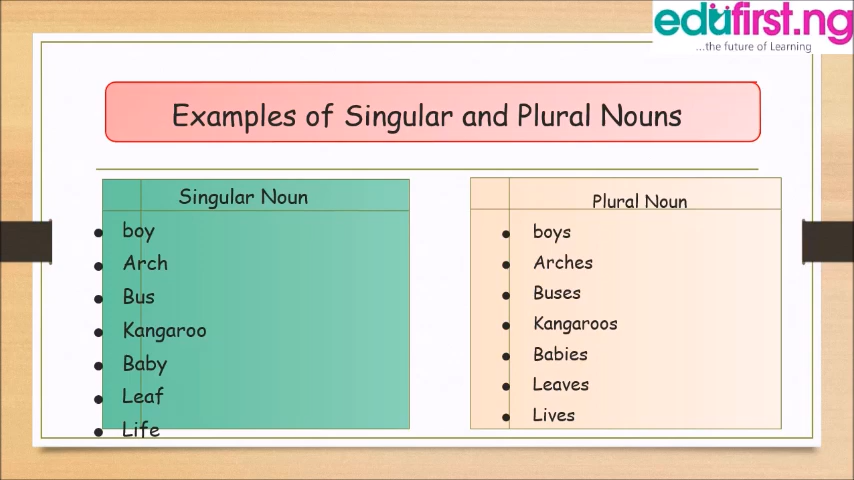 edufirst.ng
...the future of Learning
Examples of Singular and Plural Nouns
Singular Noun
• boy
• Arch
• Bus
• Kangaroo
• Baby
• Leaf
• Life
Plural Noun
• boys
• Arches
• Buses
• Kangaroos
• Babies
• Leaves
• Lives